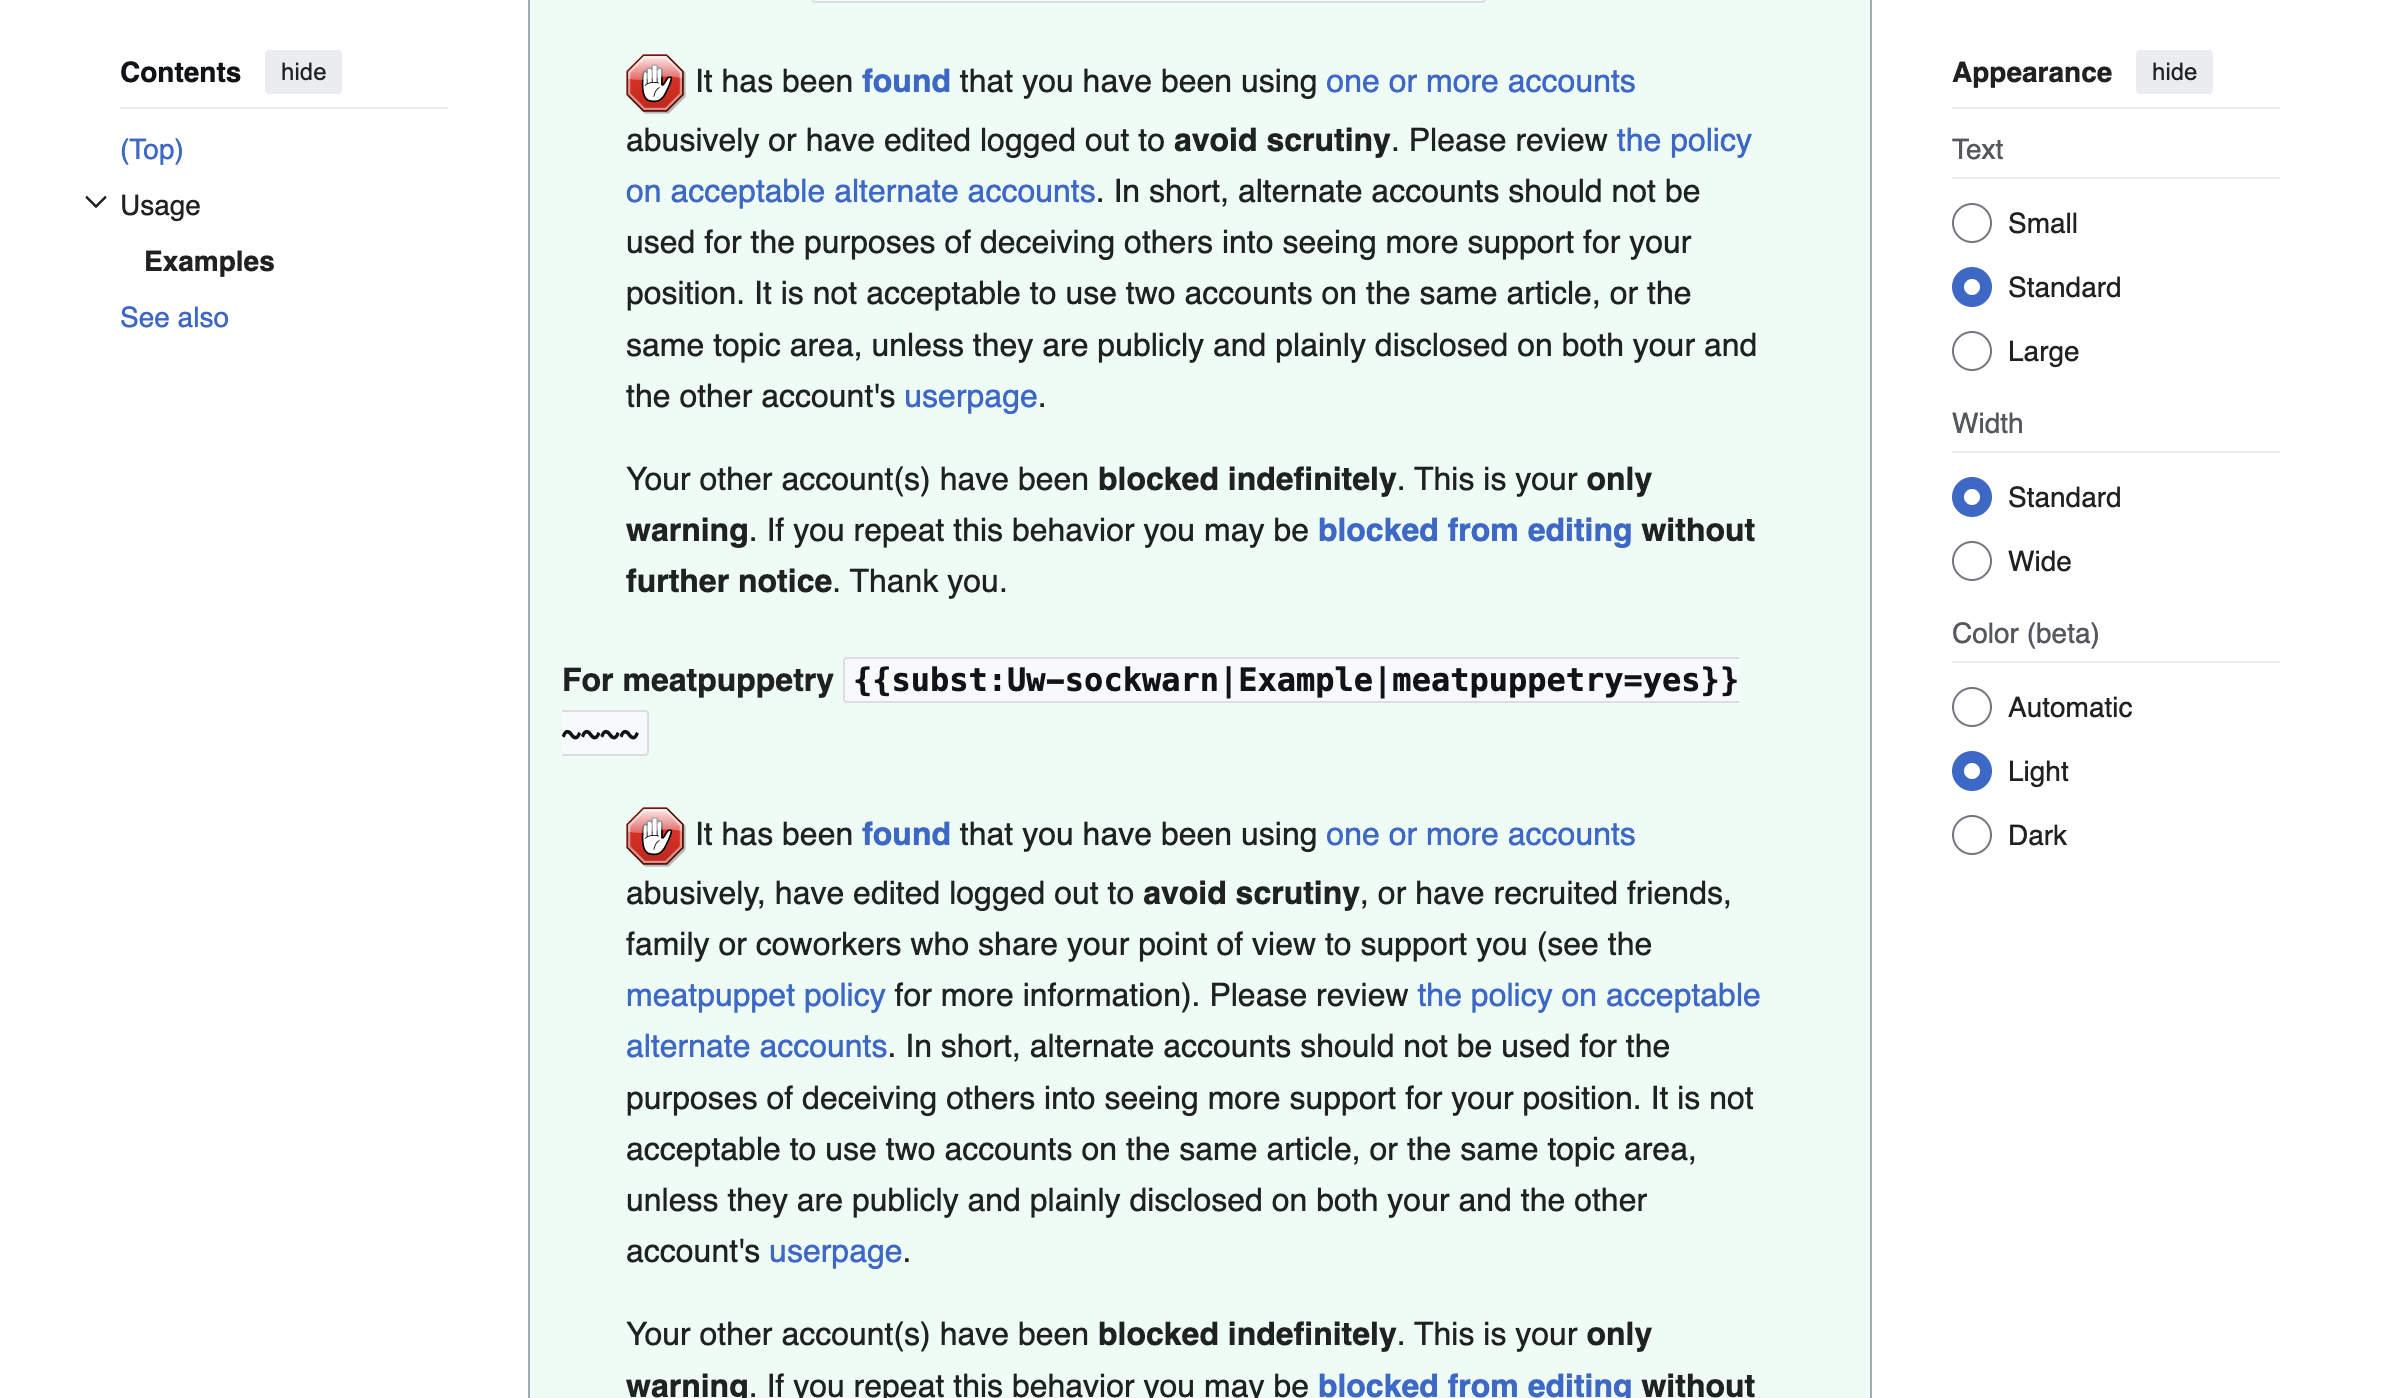 Contents hide
(Top)
Usage
Examples
See also
It has been found that you have been using one or more accounts
abusively or have edited logged out to avoid scrutiny. Please review the policy
on acceptable alternate accounts. In short, alternate accounts should not be
used for the purposes of deceiving others into seeing more support for your
position. It is not acceptable to use two accounts on the same article, or the
same topic area, unless they are publicly and plainly disclosed on both your and
the other account's userpage.
Your other account(s) have been blocked indefinitely. This is your only
warning. If you repeat this behavior you may be blocked from editing without
further notice. Thank you.
For meatpuppetry {{subst:Uw-sockwarn|Example|meatpuppetry=yes}}
~~~~
It has been found that you have been using one or more accounts
abusively, have edited logged out to avoid scrutiny, or have recruited friends,
family or coworkers who share your point of view to support you (see the
meatpuppet policy for more information). Please review the policy on acceptable
alternate accounts. In short, alternate accounts should not be used for the
purposes of deceiving others into seeing more support for your position. It is not
acceptable to use two accounts on the same article, or the same topic area,
unless they are publicly and plainly disclosed on both your and the other
account's userpage.
Your other account(s) have been blocked indefinitely. This is your only
warning. If you repeat this behavior you may be blocked from editing without
Appearance hide
Text
Small
Standard
Large
Width
Standard
Wide
Color (beta)
Automatic
Light
Dark